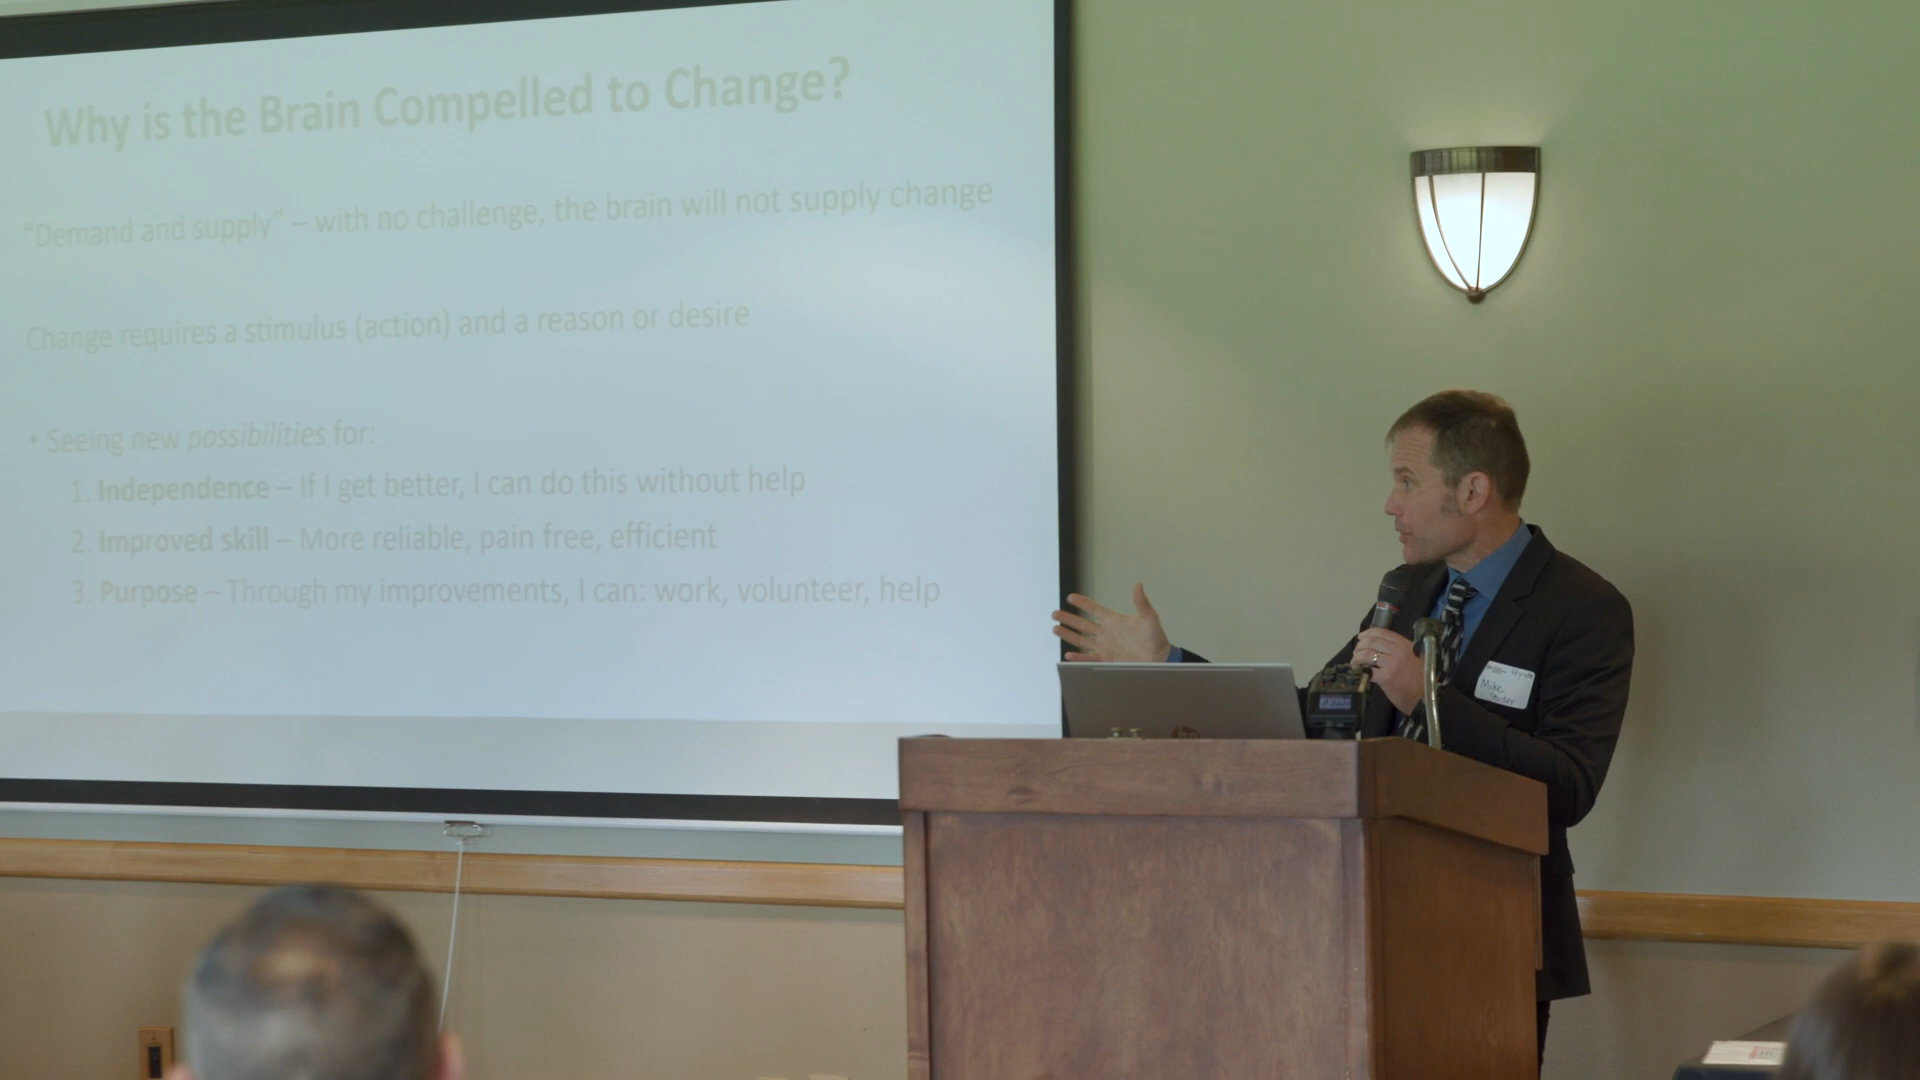 Why is the Brain Compelled to Change?
"Demand and supply" – with no challenge, the brain will not supply change
Change requires a stimulus (action) and a reason or desire
• Seeing new possibilities for:
1. Independence – If I get better, I can do this without help
2. Improved skill – More reliable, pain free, efficient
3. Purpose – Through my improvements, I can: work, volunteer, help
Mike